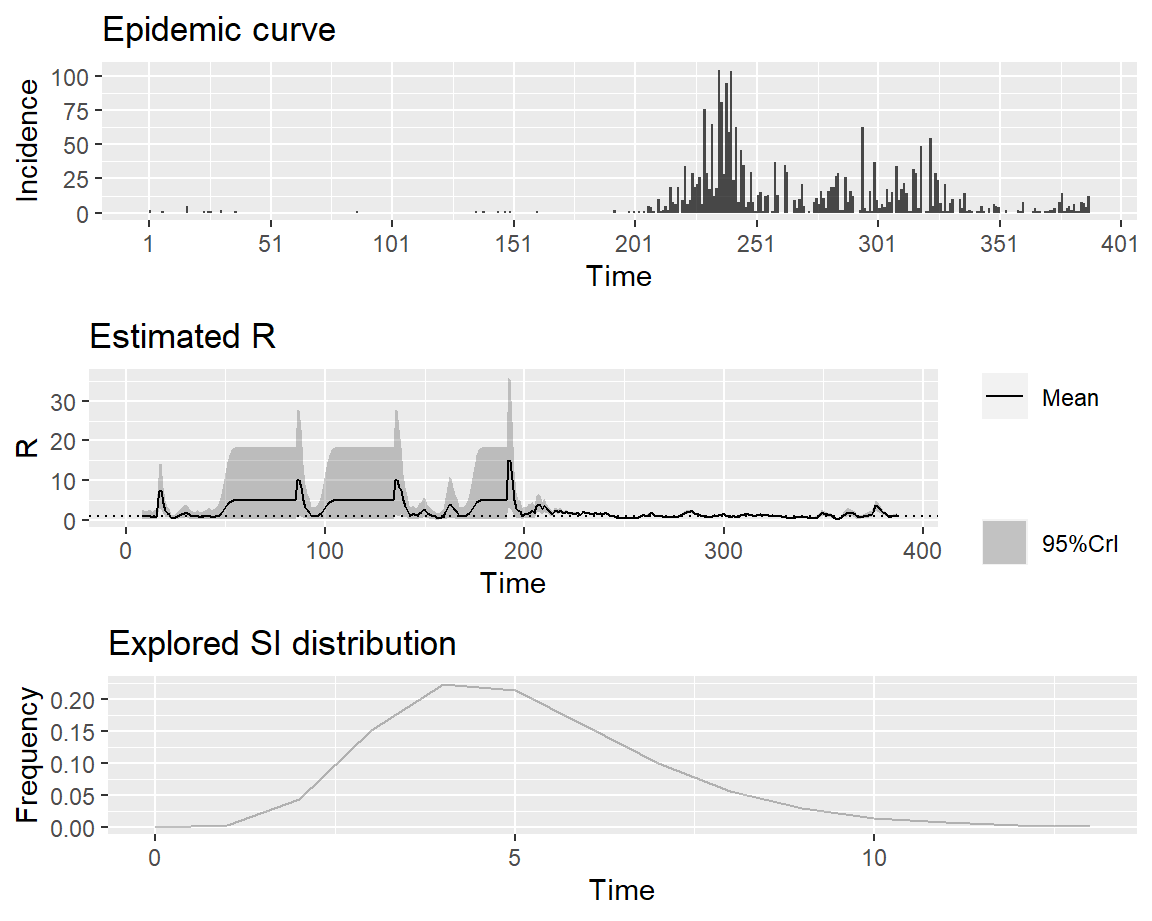 Epidemic curve
Incidence
100
75
50
25
0
1 51 101 151 201 251 301 351 401
Time
Estimated R
R
30
20
10
0
0 100 200 300 400
Time
Mean
95%CrI
Explored SI distribution
Frequency
0.20
0.15
0.10
0.05
0.00
0 5 10
Time